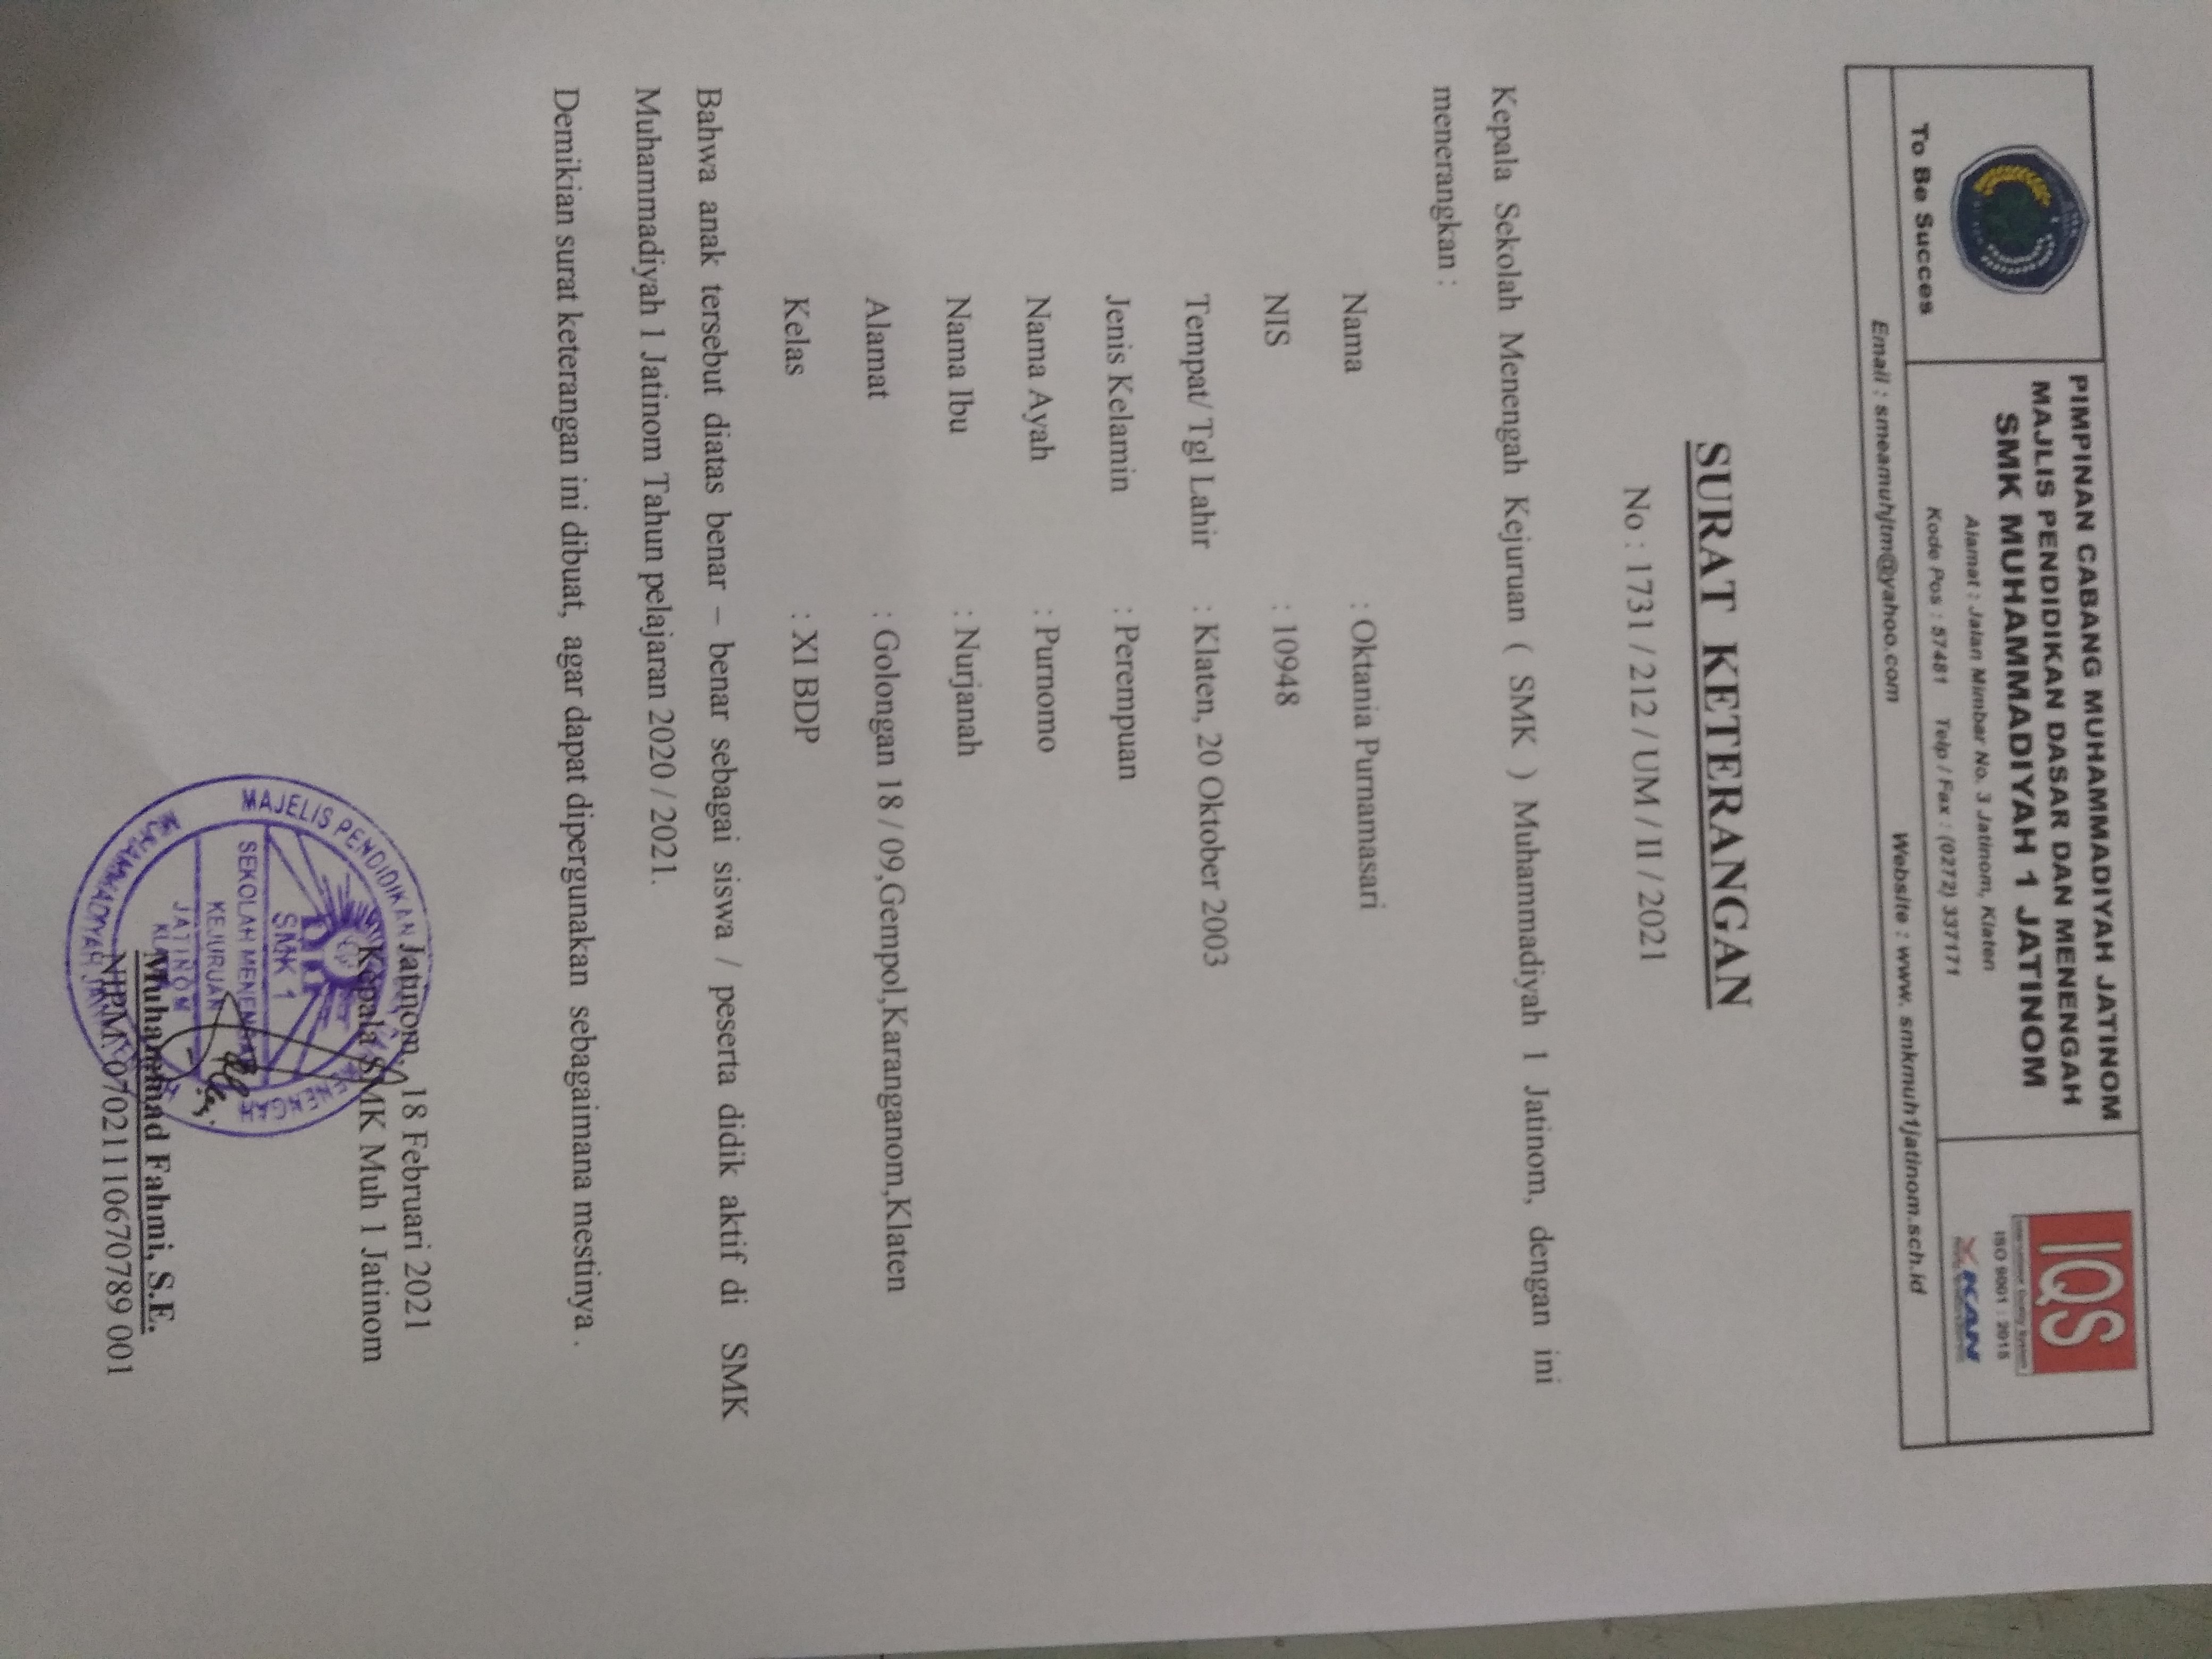 PIMPINAN CABANG MUHAMMADIYAH JATINOM
MAJLIS PENDIDIKAN DASAR DAN MENENGAH
SMK MUHAMMADIYAH 1 JATINOM
Alamat : Jalan Mimbar No. 3 Jatinom, Klaten
Kode Pos : 57481 Telp / Fax : (0272) 337171
To Be Succes
IQS
ISO 9001 : 2015
KAN
Email : smeamuhjtm@yahoo.com Website : www. smkmuh1jatinom.sch.id
SURAT KETERANGAN
No : 1731 / 212 / UM / II / 2021
Kepala Sekolah Menengah Kejuruan ( SMK ) Muhammadiyah 1 Jatinom, dengan ini
menerangkan :
Nama : Oktania Purnamasari
NIS : 10948
Tempat/ Tgl Lahir : Klaten, 20 Oktober 2003
Jenis Kelamin : Perempuan
Nama Ayah : Purnomo
Nama Ibu : Nurjanah
Alamat : Golongan 18 / 09,Gempol,Karanganom,Klaten
Kelas : XI BDP
Bahwa anak tersebut diatas benar – benar sebagai siswa / peserta didik aktif di SMK
Muhammadiyah 1 Jatinom Tahun pelajaran 2020 / 2021.
Demikian surat keterangan ini dibuat, agar dapat dipergunakan sebagaimana mestinya .
Jatinom, 18 Februari 2021
Kepala SMK Muh 1 Jatinom
MAJELIS PENDIDIKAN
SMK 1
SEKOLAH MENENGAH
KEJURUAN
JATINOM
Muhammad Fahmi, S.E.
NIPM. 0702111067​0789 001